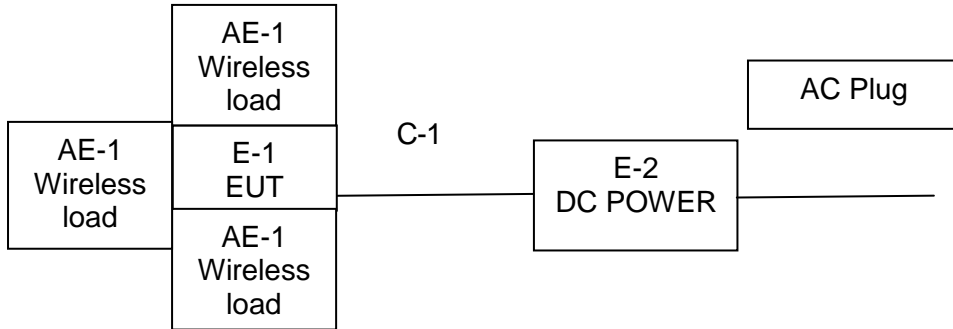 AE-1
Wireless
load
AC Plug
AE-1
Wireless
load
E-1
EUT
C-1
E-2
DC POWER
AE-1
Wireless
load